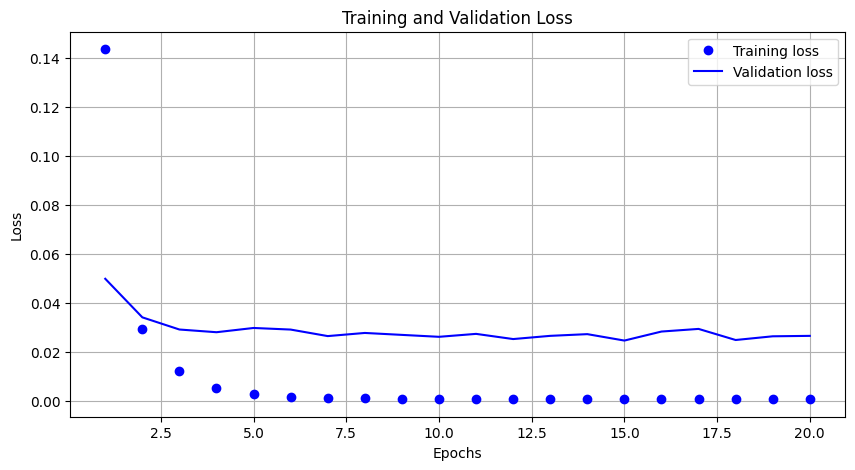 Training and Validation Loss
Training loss
Validation loss
0.14
0.12
0.10
0.08
0.06
0.04
0.02
0.00
Loss
2.5 5.0 7.5 10.0 12.5 15.0 17.5 20.0
Epochs